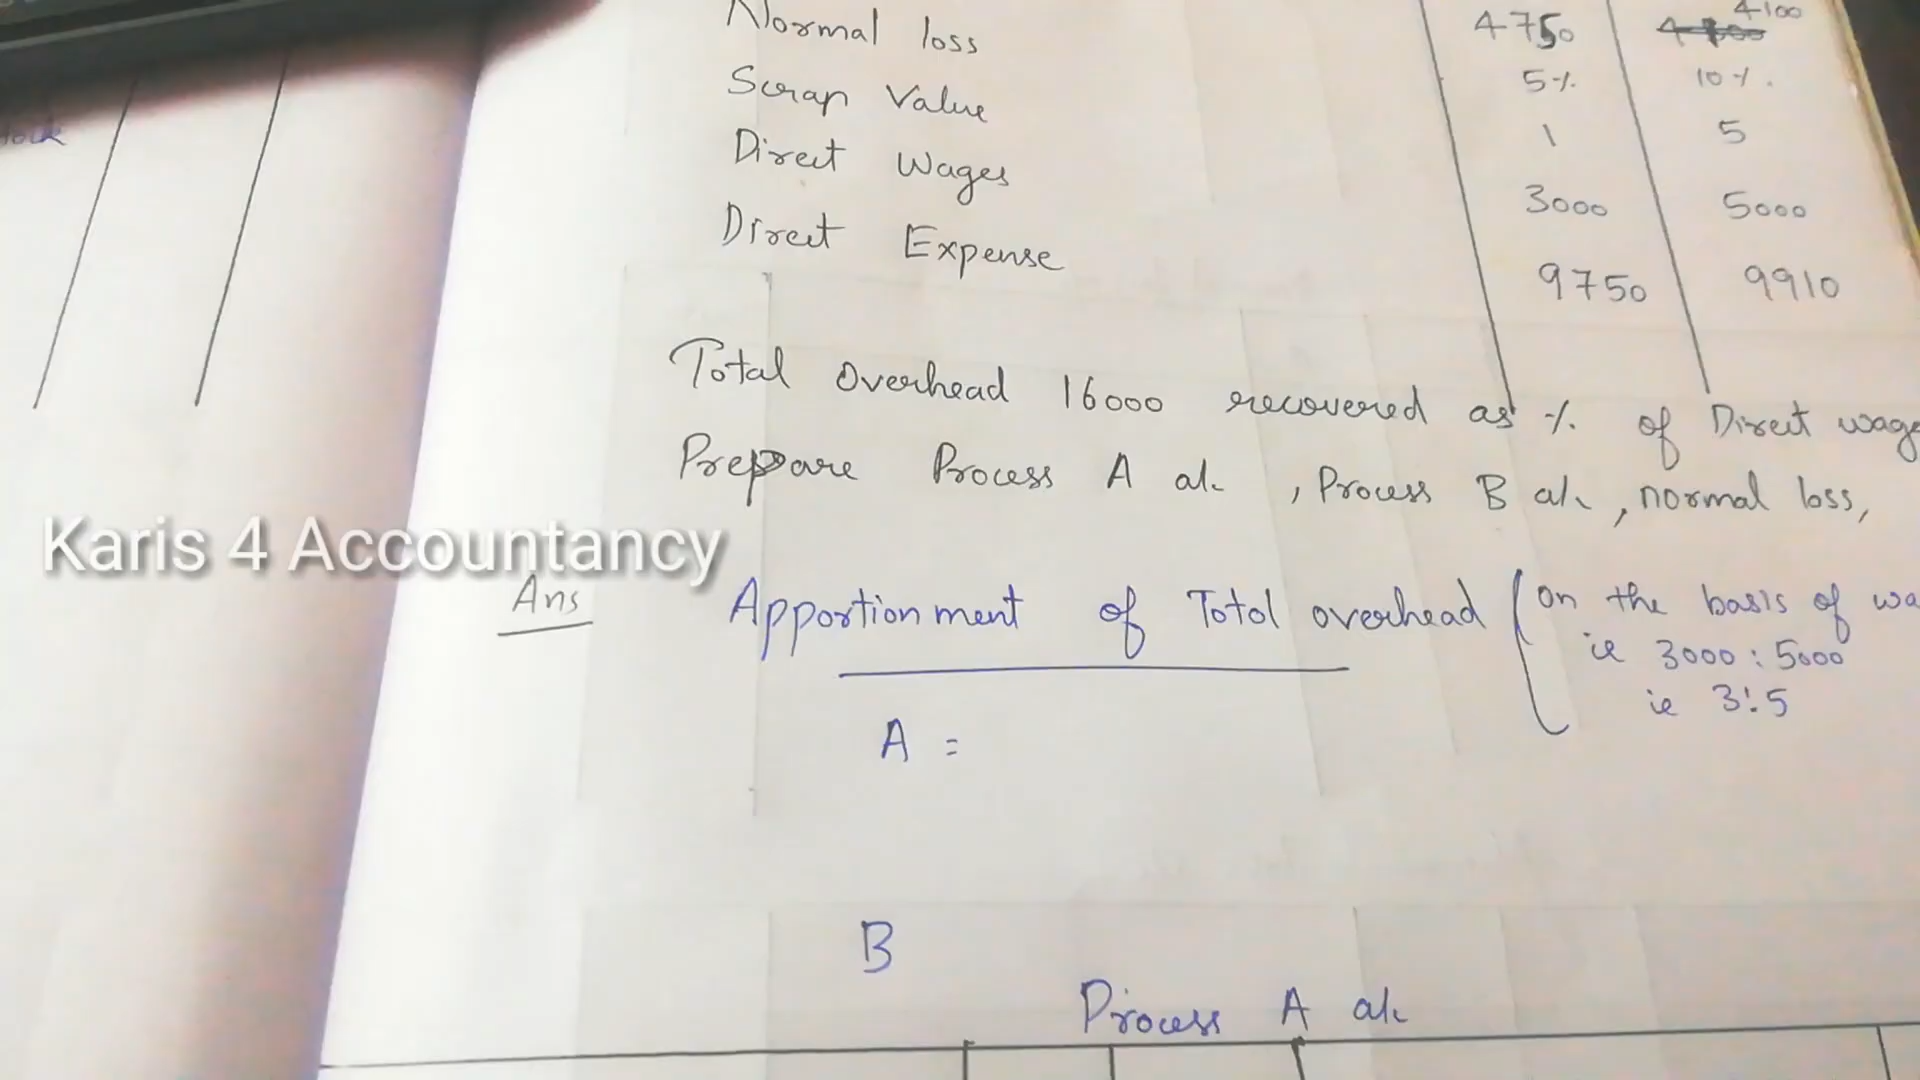 4750 4100
Normal loss 5% 10%.
Scrap Value 1 5
Direct Wages 3000 5000
Direct Expense 9750 9910
Total Overhead 16000 recovered as % of Direct wage
Prepare Process A a/c , Process B a/c , normal loss,
Karis 4 Accountancy
Ans
Apportionment of Total overhead ( on the basis of wa
ie 3000 : 5000
ie 3:5
A =
B
Process A a/c